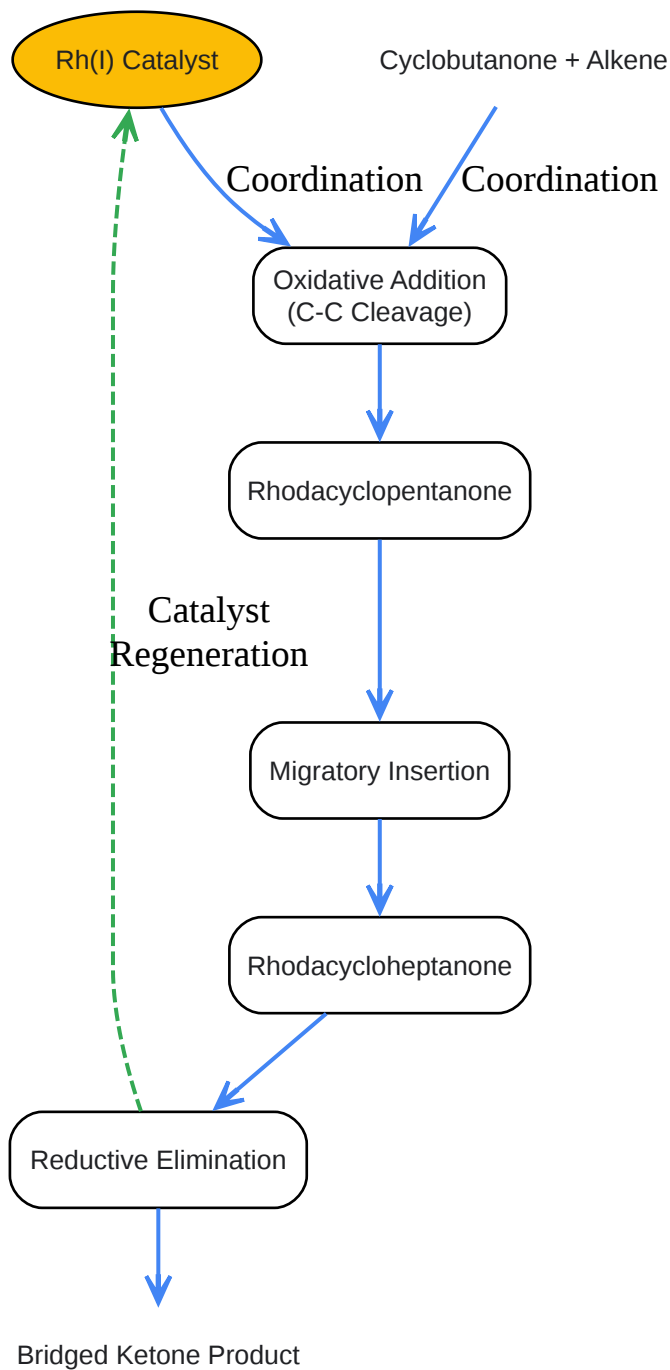 Rh(I) Catalyst
Cyclobutanone + Alkene
Coordination
Coordination
Oxidative Addition
(C-C Cleavage)
Rhodacyclopentanone
Catalyst
Regeneration
Migratory Insertion
Rhodacycloheptanone
Reductive Elimination
Bridged Ketone Product